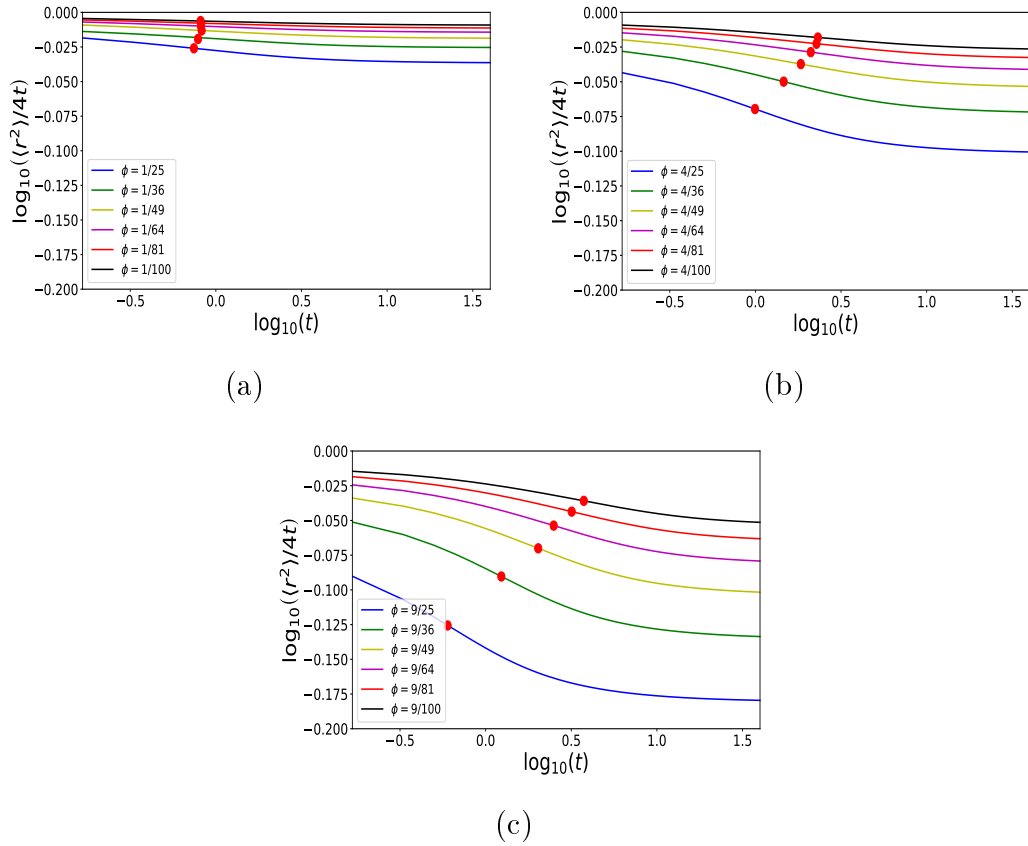 0.000
−0.025
−0.050
−0.075
−0.100
−0.125
−0.150
−0.175
−0.200
log10(⟨r²⟩/4t)
ϕ = 1/25
ϕ = 1/36
ϕ = 1/49
ϕ = 1/64
ϕ = 1/81
ϕ = 1/100
−0.5 0.0 0.5 1.0 1.5
log10(t)
(a)
0.000
−0.025
−0.050
−0.075
−0.100
−0.125
−0.150
−0.175
−0.200
log10(⟨r²⟩/4t)
ϕ = 4/25
ϕ = 4/36
ϕ = 4/49
ϕ = 4/64
ϕ = 4/81
ϕ = 4/100
−0.5 0.0 0.5 1.0 1.5
log10(t)
(b)
0.000
−0.025
−0.050
−0.075
−0.100
−0.125
−0.150
−0.175
−0.200
log10(⟨r²⟩/4t)
ϕ = 9/25
ϕ = 9/36
ϕ = 9/49
ϕ = 9/64
ϕ = 9/81
ϕ = 9/100
−0.5 0.0 0.5 1.0 1.5
log10(t)
(c)